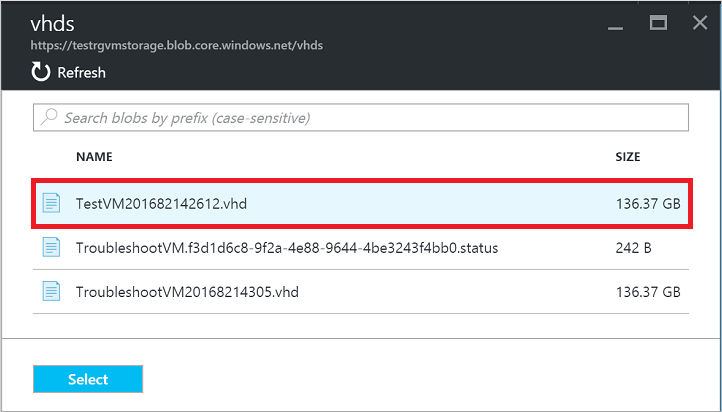 vhds
https://testrgvmstorage.blob.core.windows.net/vhds
Refresh
Search blobs by prefix (case-sensitive)
NAME SIZE
TestVM201682142612.vhd 136.37 GB
TroubleshootVM.f3d1d6c8-9f2a-4e88-9644-4be3243f4bb0.status 242 B
TroubleshootVM20168214305.vhd 136.37 GB
Select